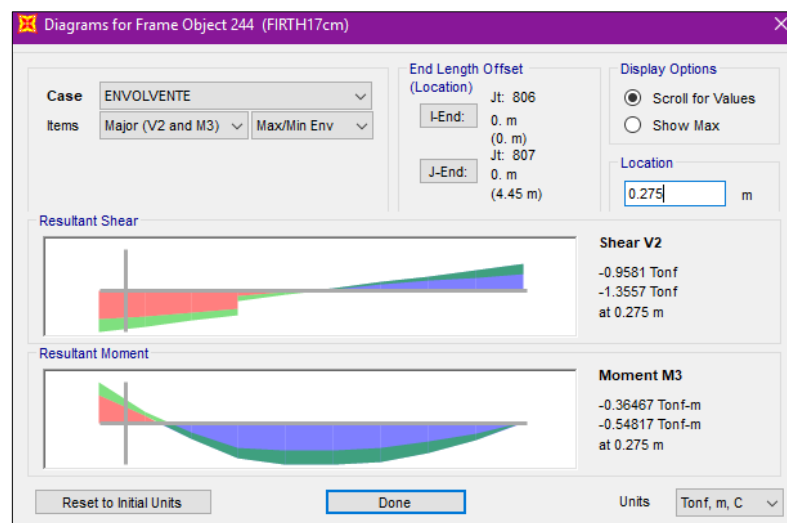 Diagrams for Frame Object 244 (FIRTH17cm)
Case ENVOLVENTE
Items Major (V2 and M3) Max/Min Env
End Length Offset
(Location)
I-End: Jt: 806
0. m
(0. m)
J-End: Jt: 807
0. m
(4.45 m)
Display Options
Scroll for Values
Show Max
Location
0.275 m
Resultant Shear
Shear V2
-0.9581 Tonf
-1.3557 Tonf
at 0.275 m
Resultant Moment
Moment M3
-0.36467 Tonf-m
-0.54817 Tonf-m
at 0.275 m
Reset to Initial Units Done Units Tonf, m, C